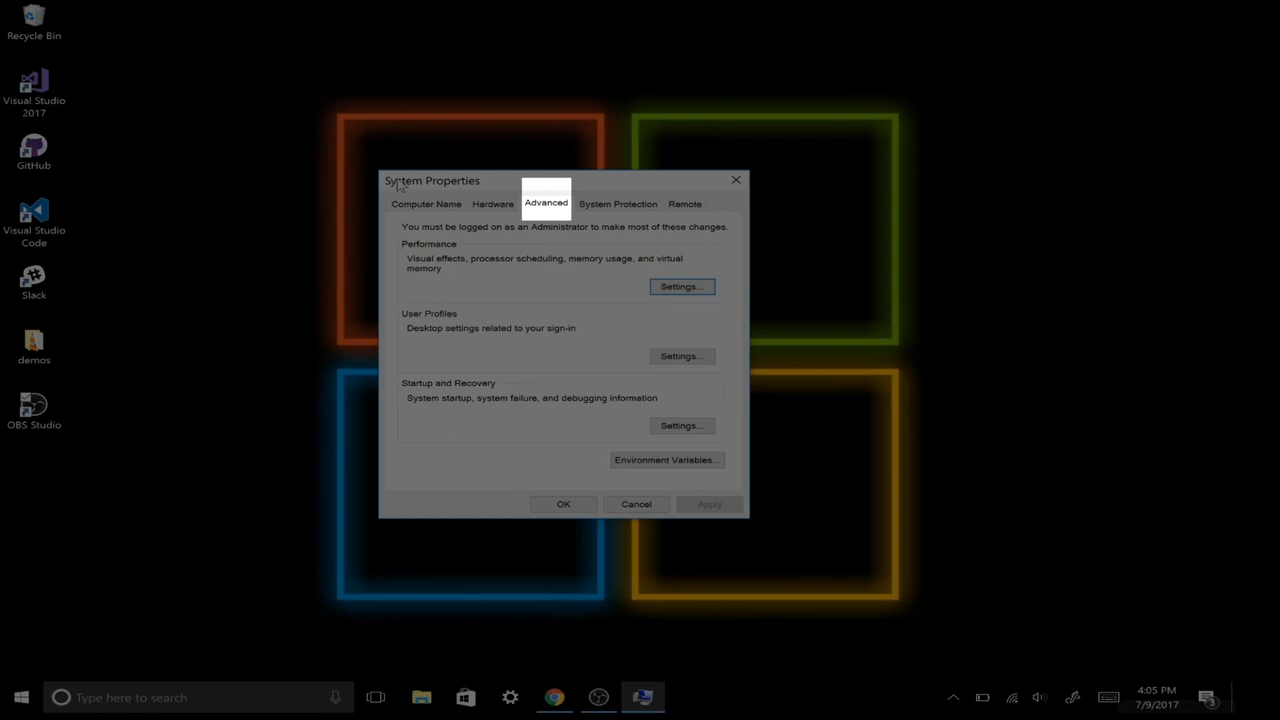 Recycle Bin
Visual Studio
2017
GitHub
Visual Studio
Code
Slack
demos
OBS Studio
System Properties
Computer Name
Hardware
Advanced
System Protection
Remote
You must be logged on as an Administrator to make most of these changes.
Performance
Visual effects, processor scheduling, memory usage, and virtual
memory
Settings...
User Profiles
Desktop settings related to your sign-in
Settings...
Startup and Recovery
System startup, system failure, and debugging information
Settings...
Environment Variables...
OK
Cancel
Apply
Type here to search
4:05 PM
7/9/2017
3